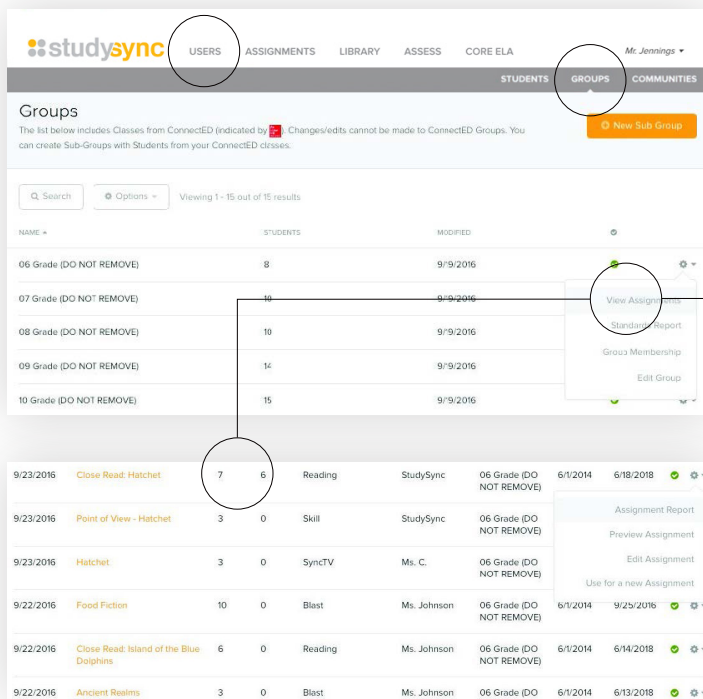 studysync USERS ASSIGNMENTS LIBRARY ASSESS CORE ELA Mr. Jennings
STUDENTS GROUPS COMMUNITIES
Groups
The list below includes Classes from ConnectED (indicated by ). Changes/edits cannot be made to ConnectED Groups. You
can create Sub-Groups with Students from your ConnectED classes.
New Sub Group
Search Options Viewing 1 - 15 out of 15 results
NAME STUDENTS MODIFIED
06 Grade (DO NOT REMOVE) 8 9/19/2016
07 Grade (DO NOT REMOVE) 10 9/19/2016
08 Grade (DO NOT REMOVE) 10 9/19/2016
09 Grade (DO NOT REMOVE) 14 9/19/2016
10 Grade (DO NOT REMOVE) 15 9/19/2016
View Assignments
Standards Report
Group Membership
Edit Group
9/23/2016 Close Read: Hatchet 7 6 Reading StudySync 06 Grade (DO 6/1/2014 6/18/2018
NOT REMOVE)
9/23/2016 Point of View - Hatchet 3 0 Skill StudySync 06 Grade (DO
NOT REMOVE)
9/23/2016 Hatchet 3 0 SyncTV Ms. C. 06 Grade (DO
NOT REMOVE)
Assignment Report
Preview Assignment
Edit Assignment
Use for a new Assignment
9/22/2016 Food Fiction 10 0 Blast Ms. Johnson 06 Grade (DO 6/1/2014 9/25/2016
NOT REMOVE)
9/22/2016 Close Read: Island of the Blue 6 0 Reading Ms. Johnson 06 Grade (DO 6/1/2014 6/14/2018
Dolphins NOT REMOVE)
9/22/2016 Ancient Realms 3 0 Blast Ms. Johnson 06 Grade (DO 6/1/2014 6/13/2018